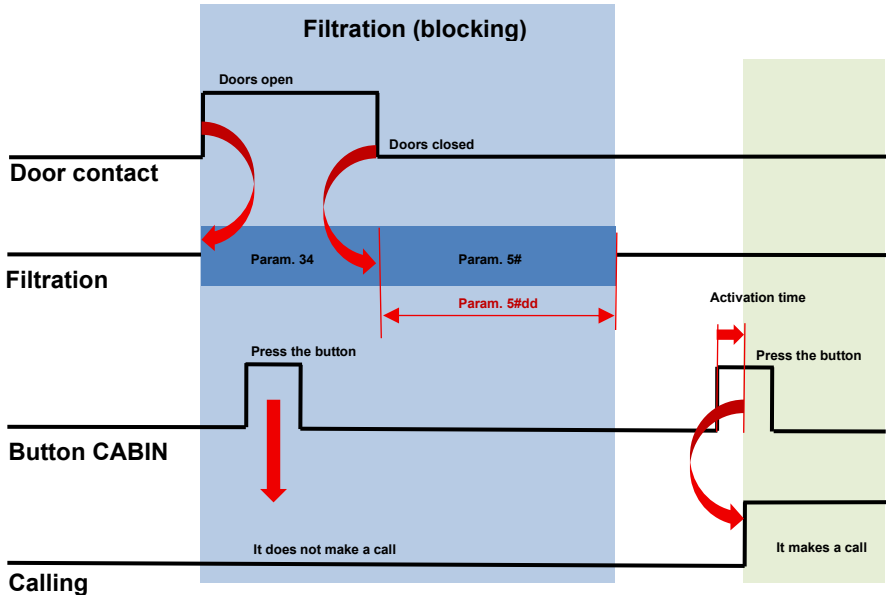 Filtration (blocking)
Doors open
Doors closed
Door contact
Param. 34
Param. 5#
Filtration
Param. 5#dd
Activation time
Press the button
Press the button
Button CABIN
It does not make a call
It makes a call
Calling